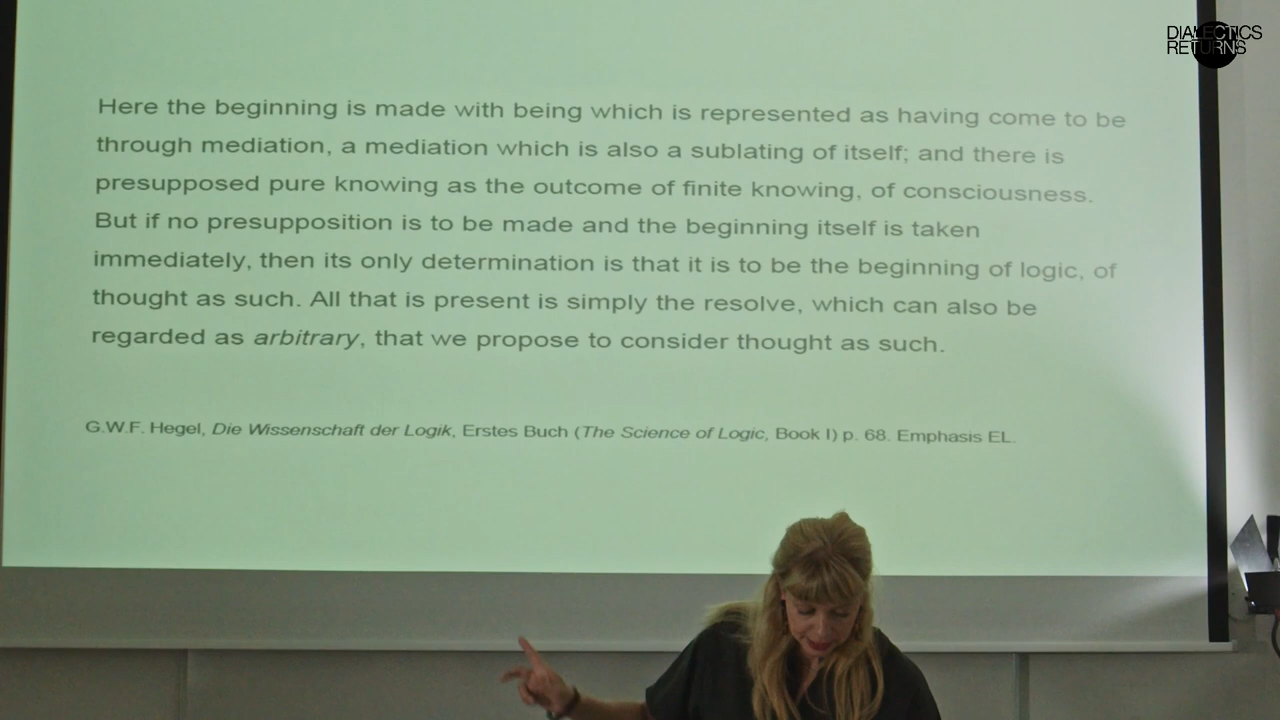 DIALECTICS
RETURNS
Here the beginning is made with being which is represented as having come to be
through mediation, a mediation which is also a sublating of itself; and there is
presupposed pure knowing as the outcome of finite knowing, of consciousness.
But if no presupposition is to be made and the beginning itself is taken
immediately, then its only determination is that it is to be the beginning of logic, of
thought as such. All that is present is simply the resolve, which can also be
regarded as arbitrary, that we propose to consider thought as such.
G.W.F. Hegel, Die Wissenschaft der Logik, Erstes Buch (The Science of Logic, Book I) p. 68. Emphasis EL.